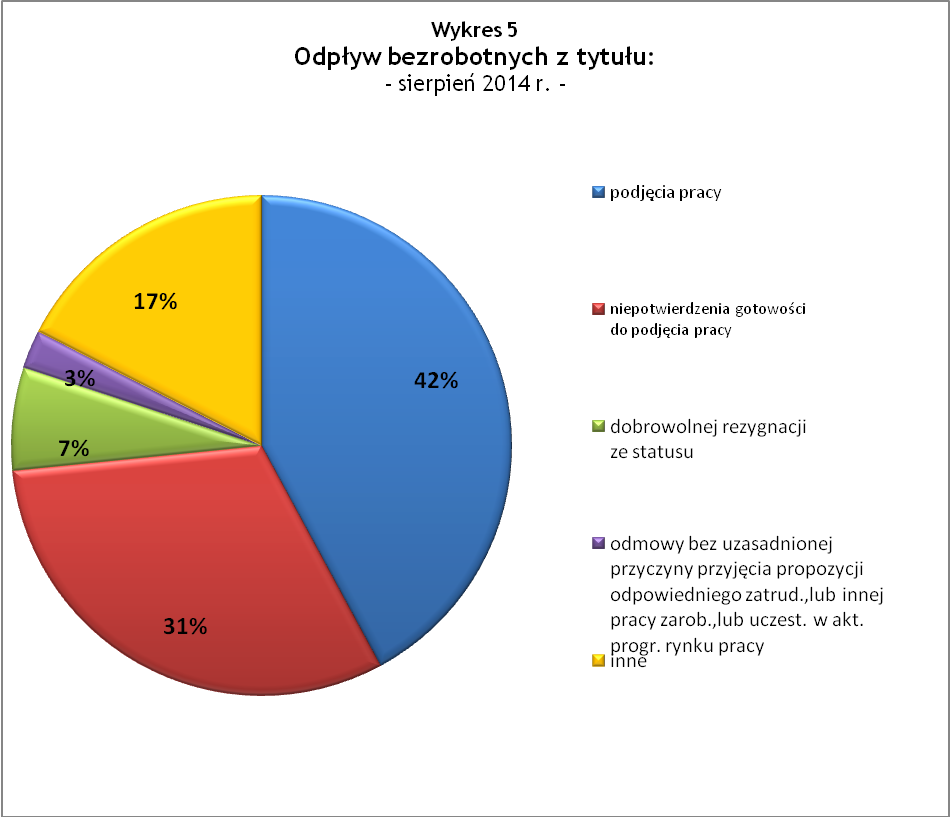 Wykres 5
Odpływ bezrobotnych z tytułu:
- sierpień 2014 r. -
17%
3%
7%
42%
31%
podjęcia pracy
niepotwierdzenia gotowości
do podjęcia pracy
dobrowolnej rezygnacji
ze statusu
odmowy bez uzasadnionej
przyczyny przyjęcia propozycji
odpowiedniego zatrud.,lub innej
pracy zarob.,lub uczest. w akt.
progr. rynku pracy
inne